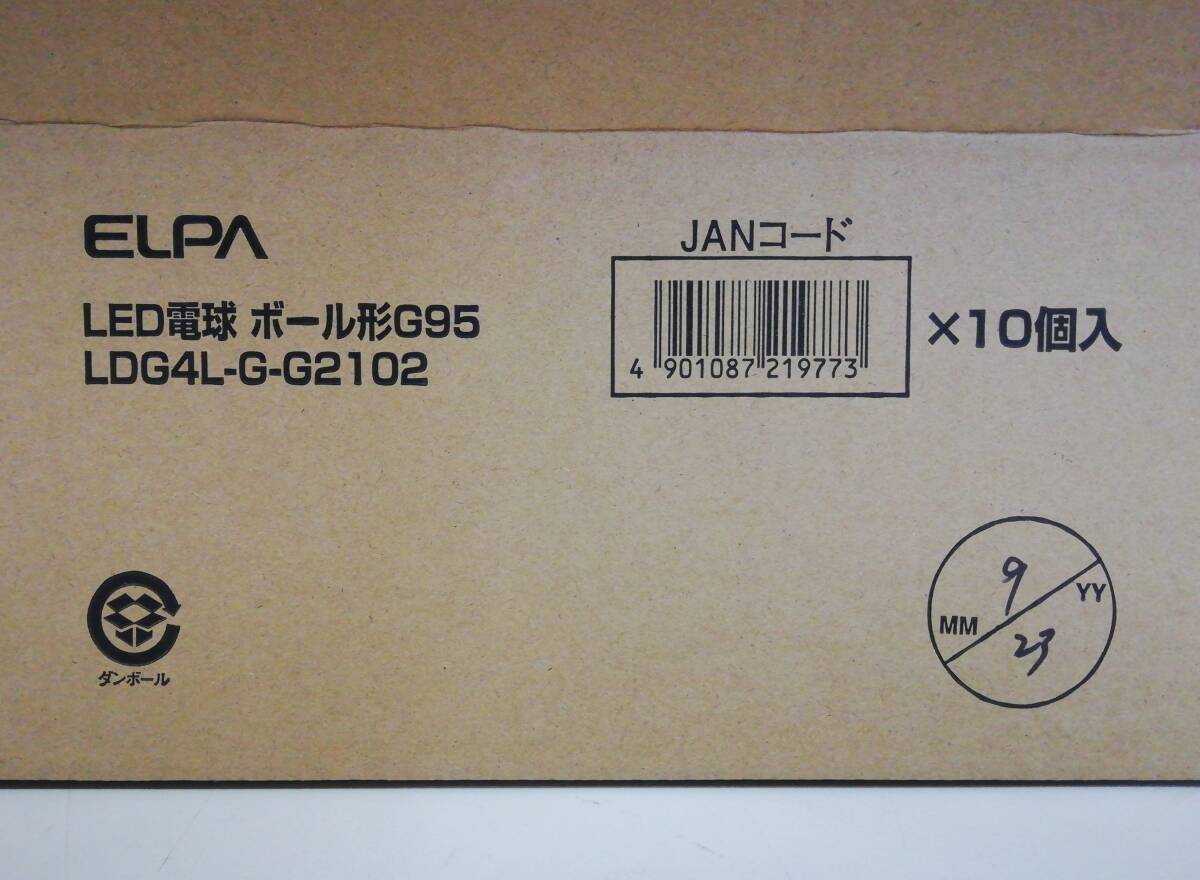 ELPA
LED電球 ボール形G95
LDG4L-G-G2102
JANコード
4 901087 219773
×10個入
ダンボール
9
MM
YY
23